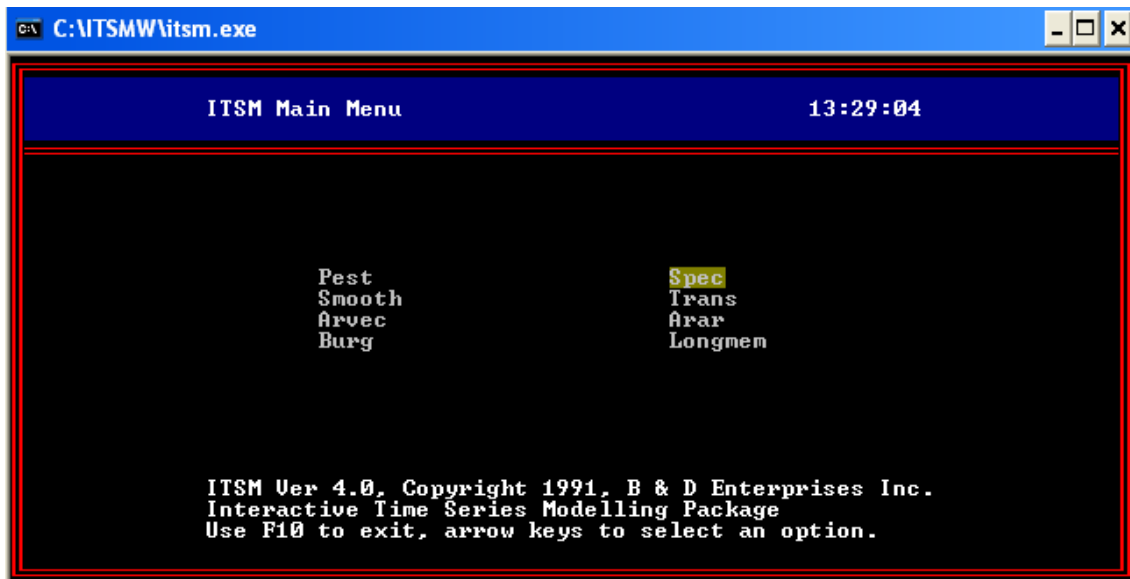 C:\ITSMW\itsm.exe
ITSM Main Menu 13:29:04
Pest Spec
Smooth Trans
Arvec Arar
Burg Longmem
ITSM Ver 4.0, Copyright 1991, B & D Enterprises Inc.
Interactive Time Series Modelling Package
Use F10 to exit, arrow keys to select an option.